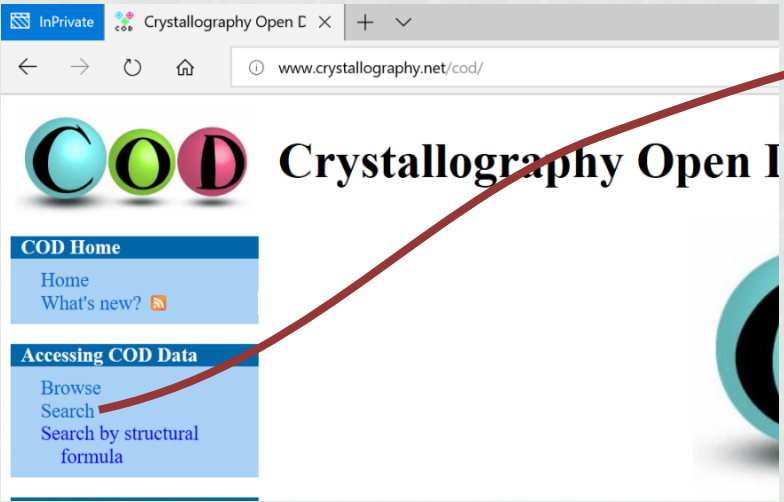 InPrivate
Crystallography Open D
www.crystallography.net/cod/
COD
Crystallography Open
COD Home
Home
What's new?
Accessing COD Data
Browse
Search
Search by structural
formula